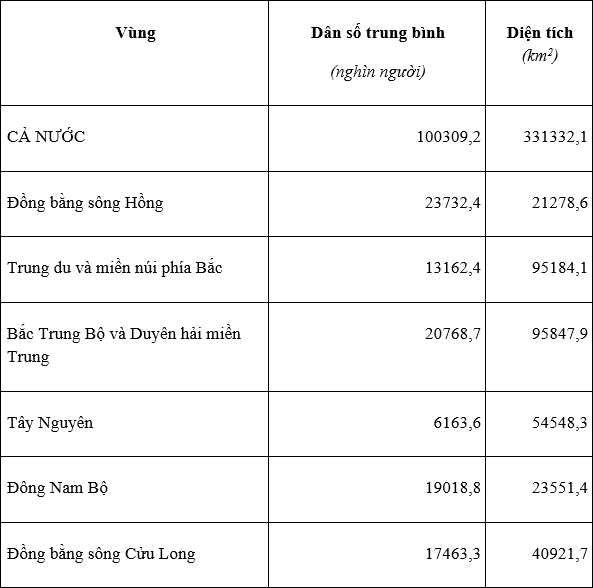 Vùng
Dân số trung bình
(nghìn người)
Diện tích
(km²)
CẢ NƯỚC 100309,2 331332,1
Đồng bằng sông Hồng 23732,4 21278,6
Trung du và miền núi phía Bắc 13162,4 95184,1
Bắc Trung Bộ và Duyên hải miền 20768,7 95847,9
Trung
Tây Nguyên 6163,6 54548,3
Đông Nam Bộ 19018,8 23551,4
Đồng bằng sông Cửu Long 17463,3 40921,7